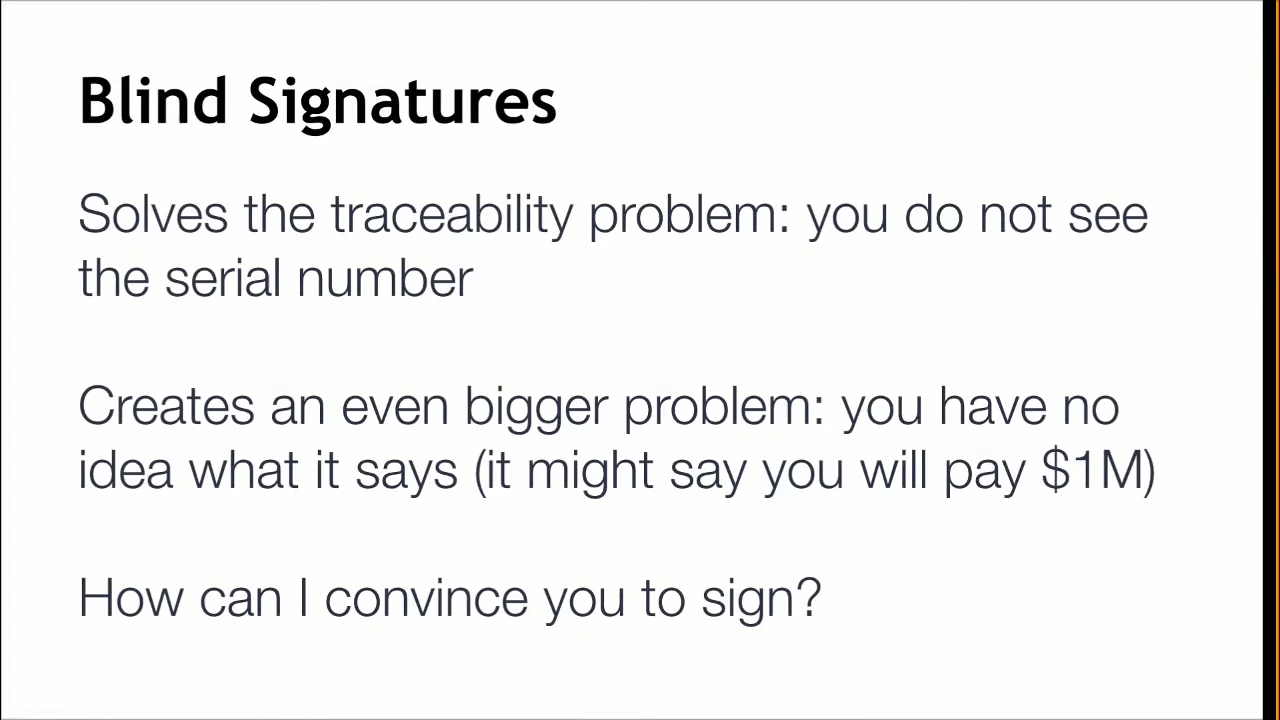 Blind Signatures
Solves the traceability problem: you do not see
the serial number
Creates an even bigger problem: you have no
idea what it says (it might say you will pay $1M)
How can I convince you to sign?